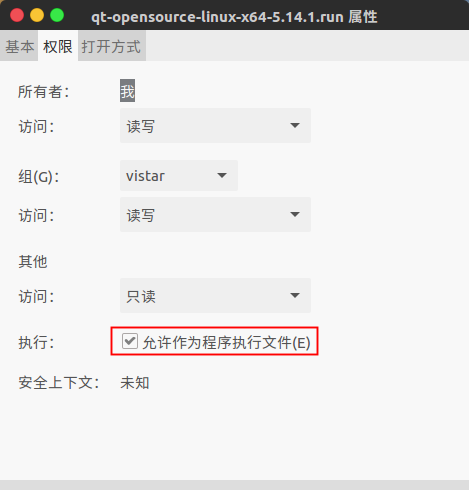 qt-opensource-linux-x64-5.14.1.run 属性
基本 权限 打开方式
所有者： 我
访问： 读写
组(G)： vistar
访问： 读写
其他
访问： 只读
执行： 允许作为程序执行文件(E)
安全上下文： 未知